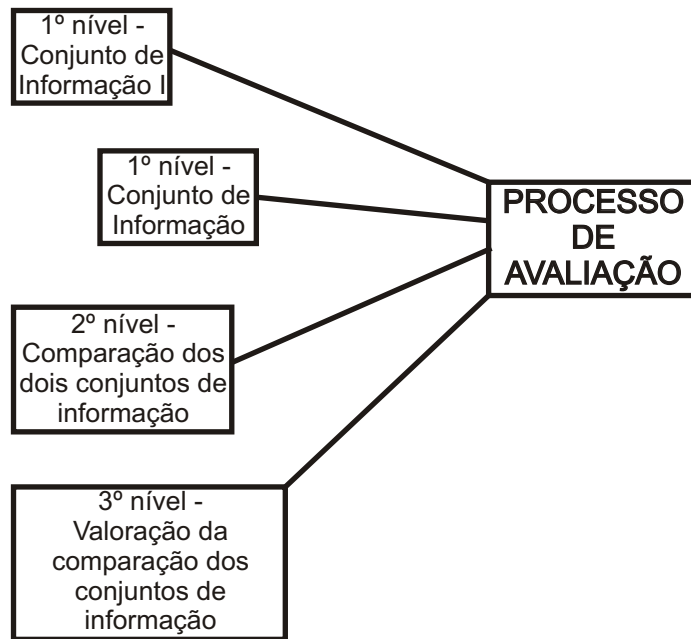 1º nível -
Conjunto de
Informação I
1º nível -
Conjunto de
Informação
PROCESSO
DE
AVALIAÇÃO
2º nível -
Comparação dos
dois conjuntos de
informação
3º nível -
Valoração da
comparação dos
conjuntos de
informação